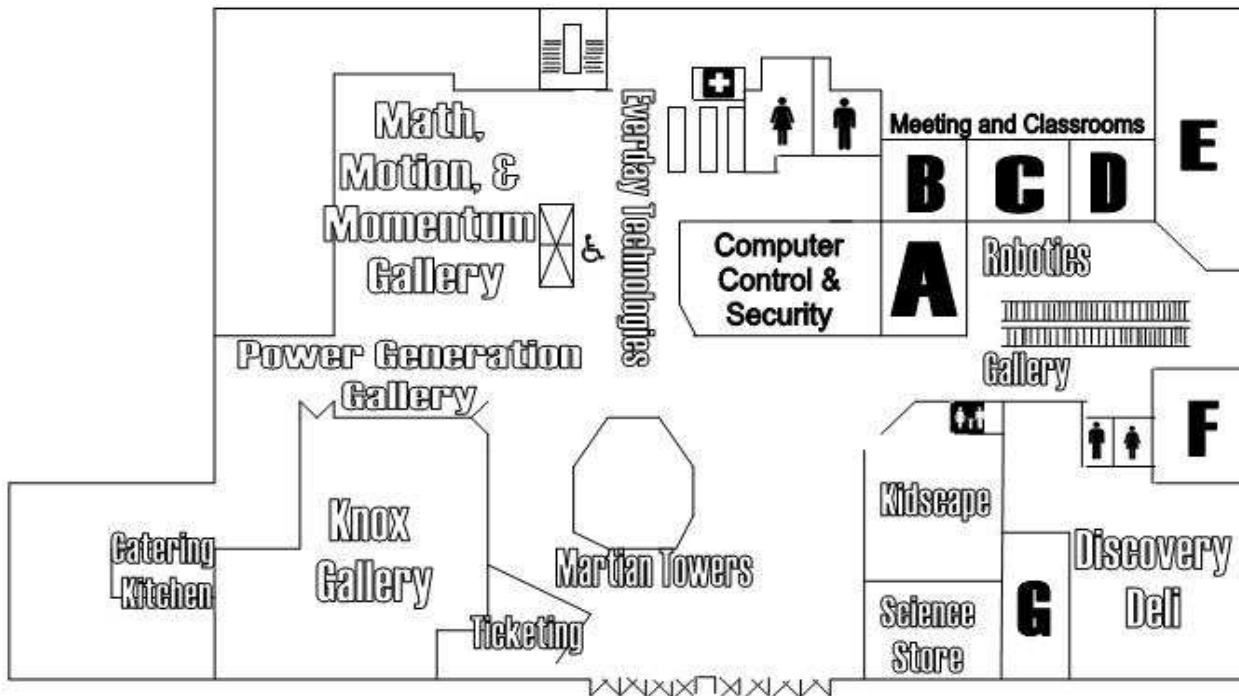 Math,
Motion, &
Momentum
Gallery
Everday Technologies
Meeting and Classrooms
B
C
D
E
Computer
Control &
Security
A
Robotics
Gallery
Power Generation
Gallery
F
Knox
Gallery
Catering
Kitchen
Martian Towers
Ticketing
Kidscape
Science
Store
G
Discovery
Deli